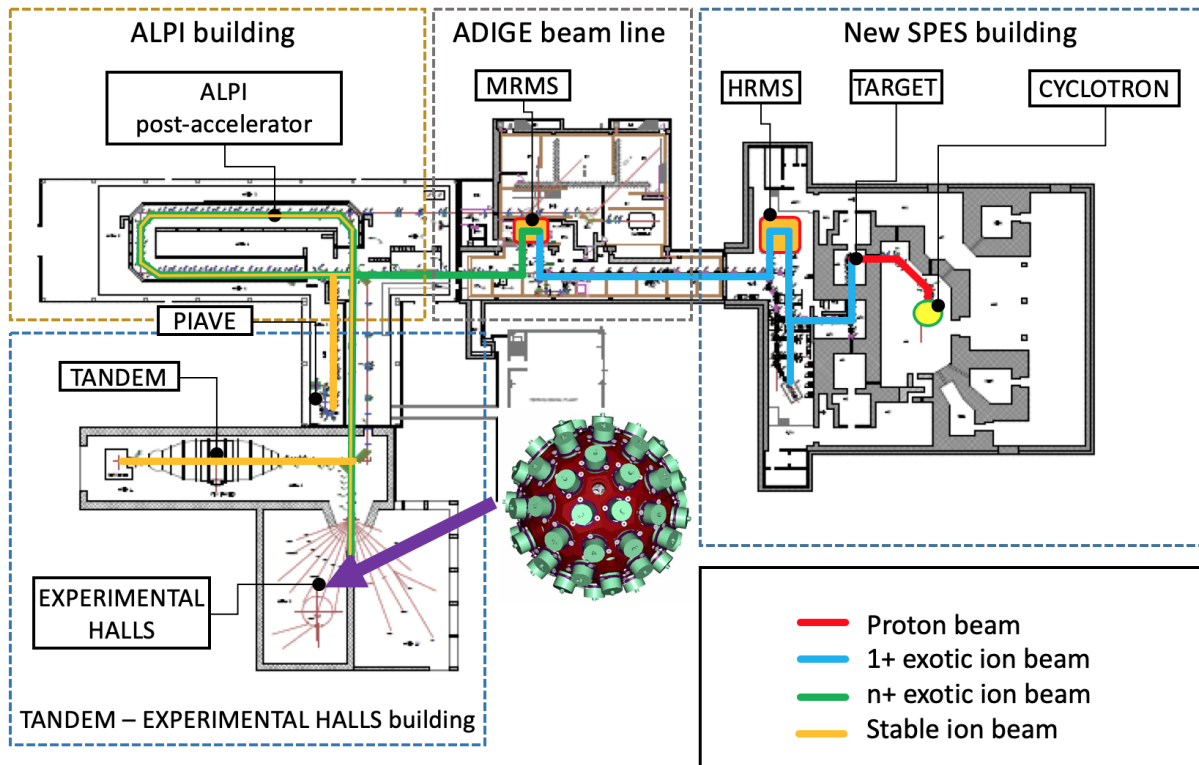 ALPI building
ADIGE beam line
New SPES building
ALPI
post-accelerator
MRMS
HRMS
TARGET
CYCLOTRON
PIAVE
TANDEM
EXPERIMENTAL
HALLS
TANDEM – EXPERIMENTAL HALLS building
Proton beam
1+ exotic ion beam
n+ exotic ion beam
Stable ion beam